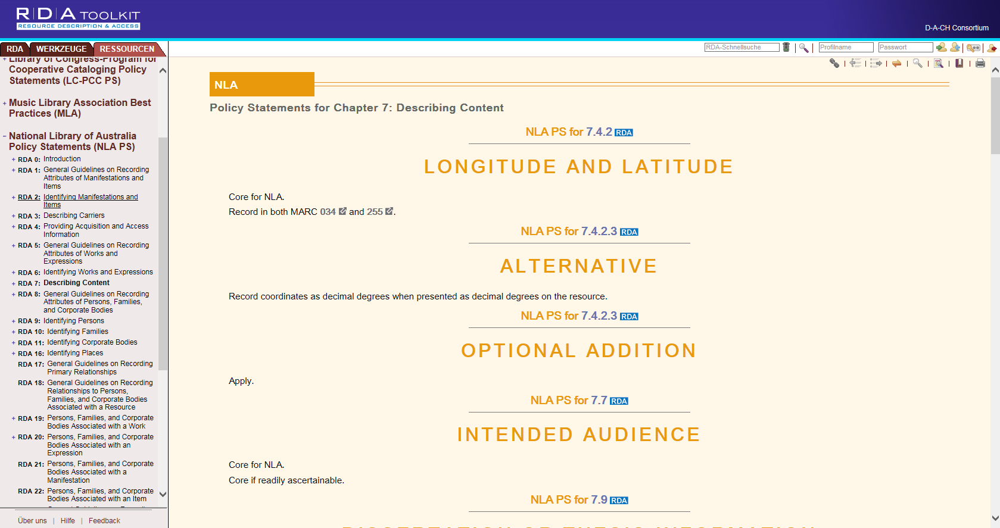 R|D|A TOOLKIT
RESOURCE DESCRIPTION & ACCESS
D-A-CH Consortium
RDA WERKZEUGE RESSOURCEN
RDA-Schnellsuche Profilname Passwort
+ Library of Congress-Program for
Cooperative Cataloging Policy
Statements (LC-PCC PS)
+ Music Library Association Best
Practices (MLA)
- National Library of Australia
Policy Statements (NLA PS)
+ RDA 0: Introduction
+ RDA 1: General Guidelines on Recording
Attributes of Manifestations and
Items
+ RDA 2: Identifying Manifestations and
Items
+ RDA 3: Describing Carriers
+ RDA 4: Providing Acquisition and Access
Information
+ RDA 5: General Guidelines on Recording
Attributes of Works and
Expressions
+ RDA 6: Identifying Works and Expressions
+ RDA 7: Describing Content
+ RDA 8: General Guidelines on Recording
Attributes of Persons, Families,
and Corporate Bodies
+ RDA 9: Identifying Persons
+ RDA 10: Identifying Families
+ RDA 11: Identifying Corporate Bodies
+ RDA 16: Identifying Places
RDA 17: General Guidelines on Recording
Primary Relationships
RDA 18: General Guidelines on Recording
Relationships to Persons,
Families, and Corporate Bodies
Associated with a Resource
+ RDA 19: Persons, Families, and Corporate
Bodies Associated with a Work
+ RDA 20: Persons, Families, and Corporate
Bodies Associated with an
Expression
RDA 21: Persons, Families, and Corporate
Bodies Associated with a
Manifestation
RDA 22: Persons, Families, and Corporate
Bodies Associated with an Item
Über uns | Hilfe | Feedback
NLA
Policy Statements for Chapter 7: Describing Content
NLA PS for 7.4.2 RDA
LONGITUDE AND LATITUDE
Core for NLA.
Record in both MARC 034 and 255.
NLA PS for 7.4.2.3 RDA
ALTERNATIVE
Record coordinates as decimal degrees when presented as decimal degrees on the resource.
NLA PS for 7.4.2.3 RDA
OPTIONAL ADDITION
Apply.
NLA PS for 7.7 RDA
INTENDED AUDIENCE
Core for NLA.
Core if readily ascertainable.
NLA PS for 7.9 RDA